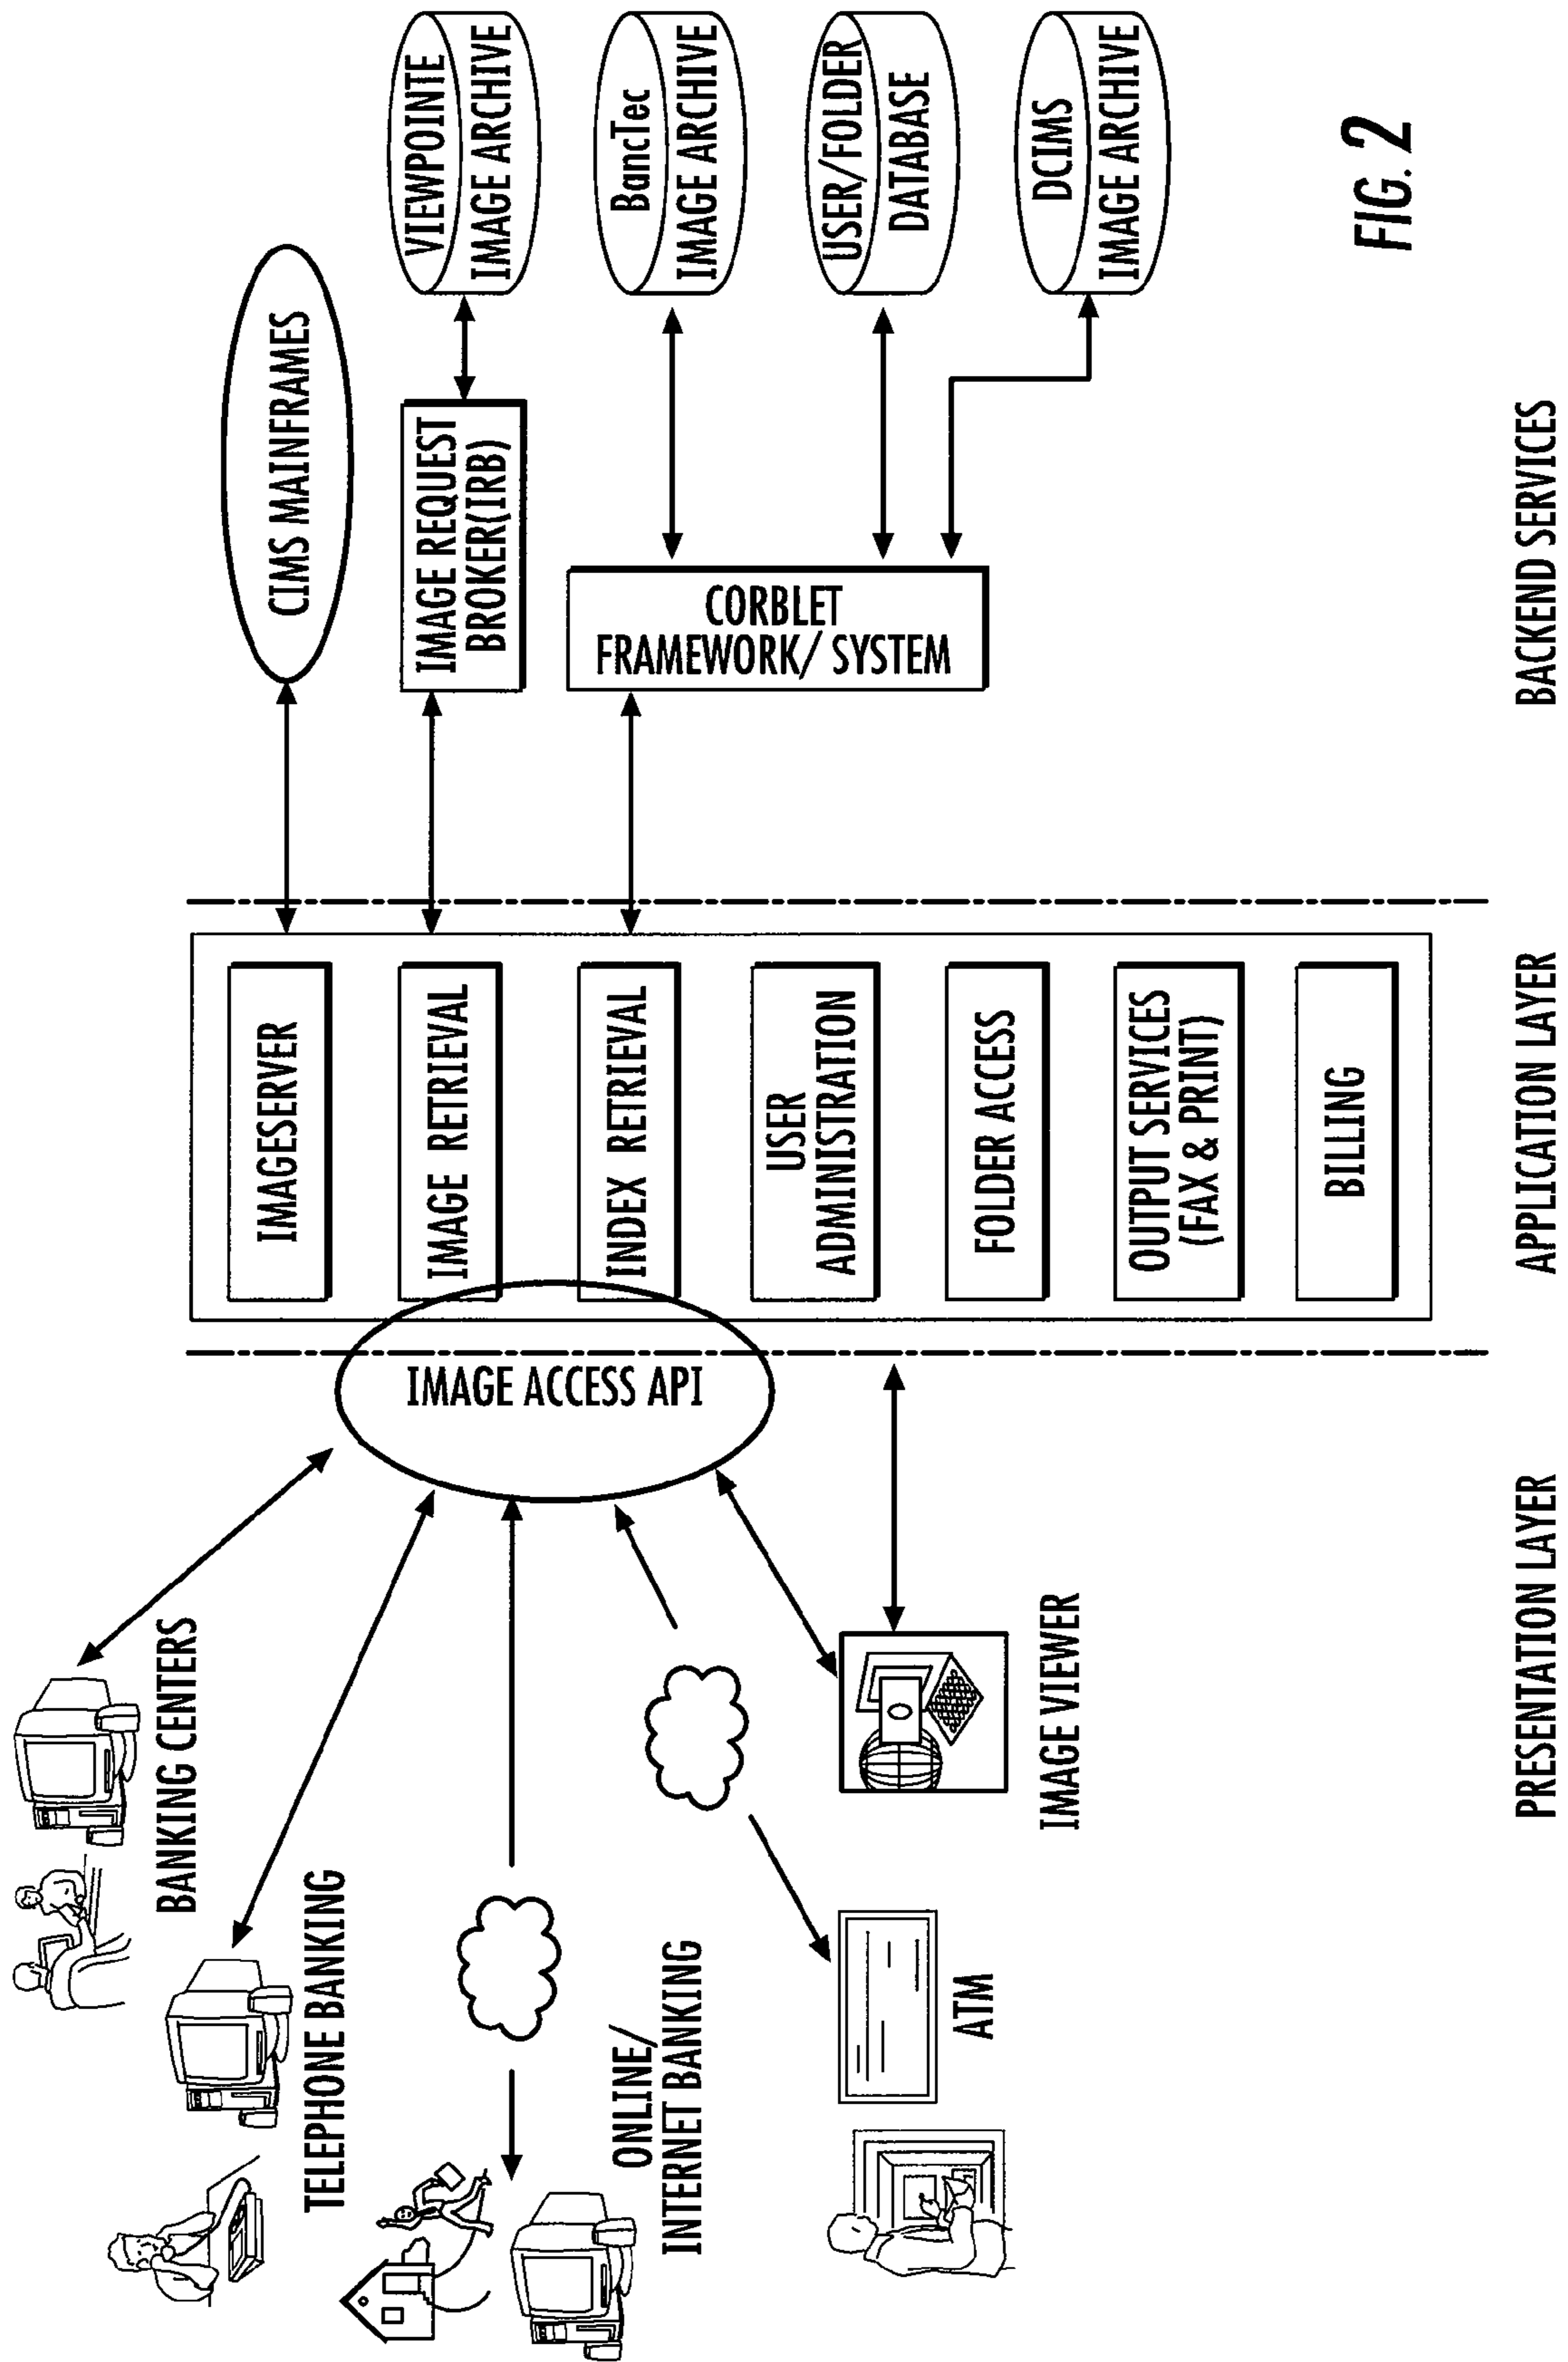 BANKING CENTERS
TELEPHONE BANKING
ONLINE/
INTERNET BANKING
ATM
IMAGE VIEWER
IMAGE ACCESS API
PRESENTATION LAYER
IMAGESERVER
IMAGE RETRIEVAL
INDEX RETRIEVAL
USER
ADMINISTRATION
FOLDER ACCESS
OUTPUT SERVICES
(FAX & PRINT)
BILLING
APPLICATION LAYER
CIMS MAINFRAMES
IMAGE REQUEST
BROKER(IRB)
CORBLET
FRAMEWORK/ SYSTEM
VIEWPOINTE
IMAGE ARCHIVE
BancTec
IMAGE ARCHIVE
USER/FOLDER
DATABASE
DCIMS
IMAGE ARCHIVE
BACKEND SERVICES
FIG. 2